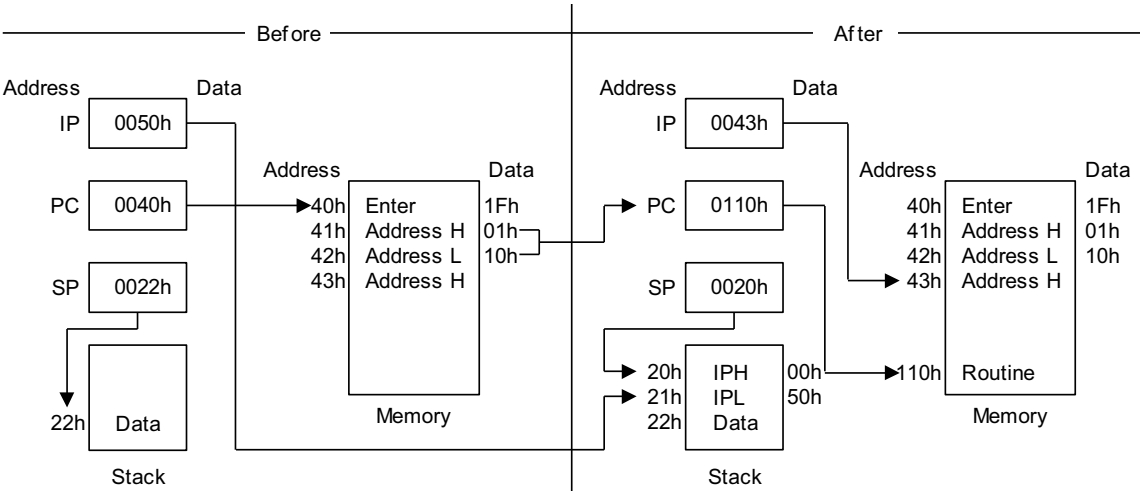 Before
Address Data
IP 0050h
Address Data
PC 0040h
40h Enter 1Fh
41h Address H 01h
42h Address L 10h
43h Address H
SP 0022h
22h Data
Memory
Stack
After
Address Data
IP 0043h
Address Data
PC 0110h
40h Enter 1Fh
41h Address H 01h
42h Address L 10h
43h Address H
SP 0020h
20h IPH 00h
21h IPL 50h
22h Data
110h Routine
Memory
Stack